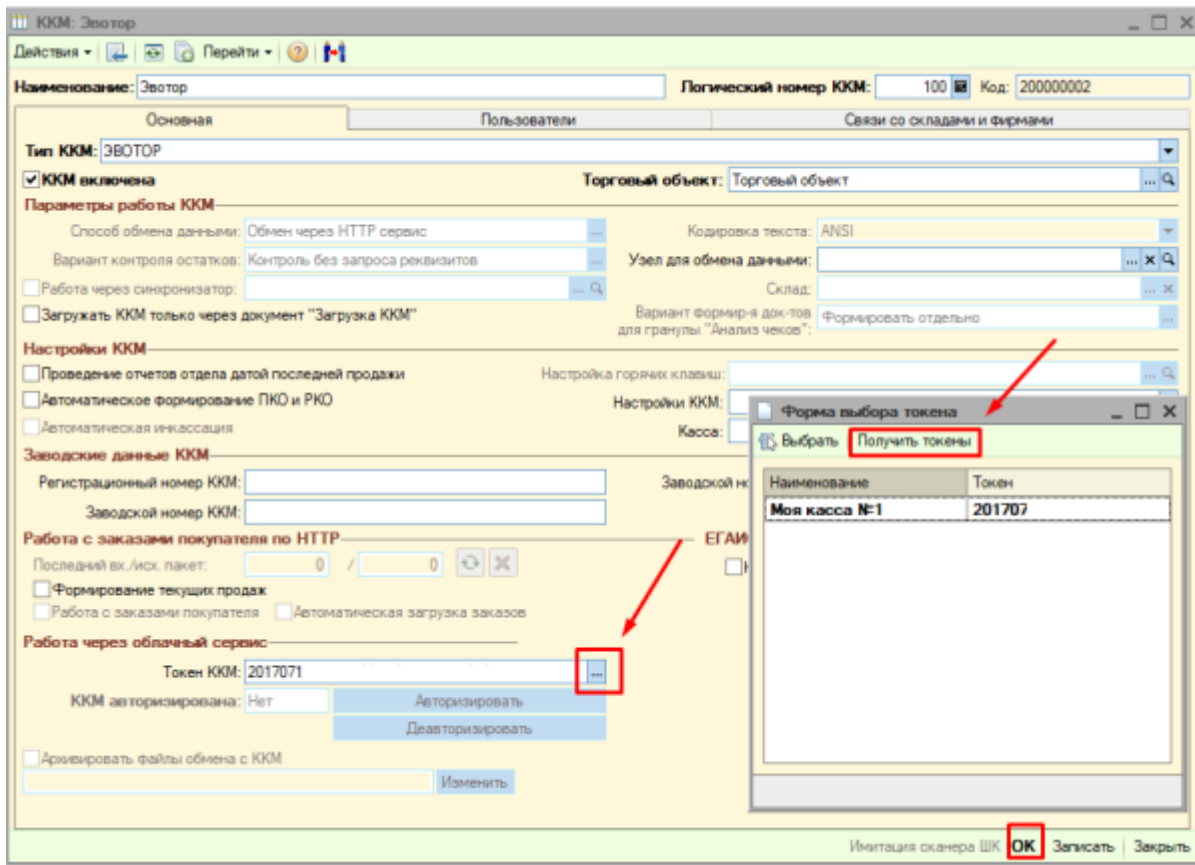 ККМ: Эвотор
Действия Перейти
Наименование: Эвотор Логический номер ККМ: 100 Код: 200000002
Основная Пользователи Связи со складами и фирмами
Тип ККМ: ЭВОТОР
ККМ включена Торговый объект: Торговый объект ...
Параметры работы ККМ
Способ обмена данными: Обмен через HTTP сервис ... Кодировка текста: ANSI
Вариант контроля остатков: Контроль без запроса реквизитов ... Узел для обмена данными: ...
Работа через синхронизатор: ... Склад: ...
Загружать ККМ только через документ "Загрузка ККМ" Вариант формир-я док-тов
для гранулы "Анализ чеков": Формировать отдельно ...
Настройки ККМ
Проведение отчетов отдела датой последней продажи Настройка горячих клавиш: ...
Автоматическое формирование ПКО и РКО Настройки ККМ:
Автоматическая инкассация Касса:
Форма выбора токена
Выбрать Получить токены
Наименование Токен
Моя касса №1 201707
Заводские данные ККМ
Регистрационный номер ККМ: Заводской
Заводской номер ККМ:
Работа с заказами покупателя по HTTP
Последний вх./исх. пакет: 0 / 0
Формирование текущих продаж
Работа с заказами покупателя Автоматическая загрузка заказов
Работа через облачный сервис
Токен ККМ: 2017071 ...
ККМ авторизирована: Нет Авторизировать
Деавторизировать
Архивировать файлы обмена с ККМ
Изменить
Имитация сканера ШК OK Записать Закрыть